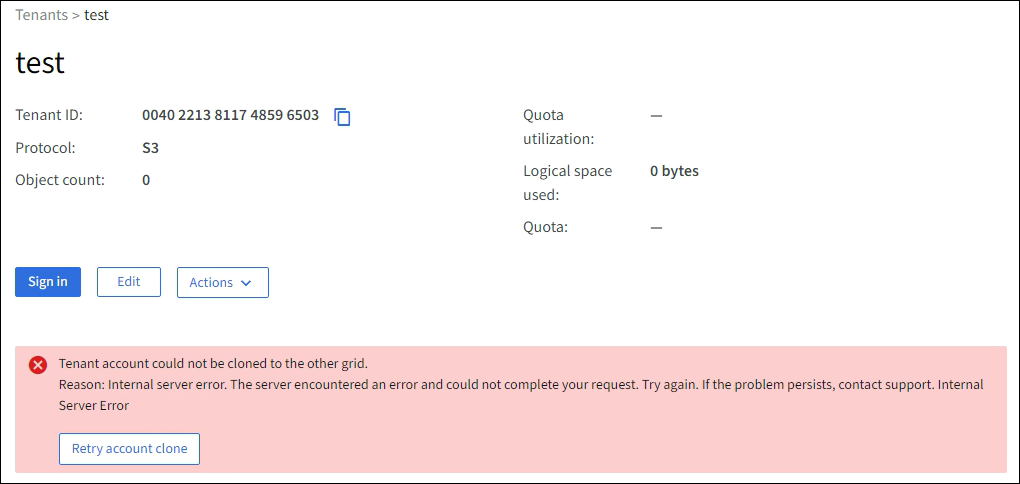 Tenants > test
test
Tenant ID: 0040 2213 8117 4859 6503
Protocol: S3
Object count: 0
Quota
utilization: —
Logical space
used: 0 bytes
Quota: —
Sign in
Edit
Actions
Tenant account could not be cloned to the other grid.
Reason: Internal server error. The server encountered an error and could not complete your request. Try again. If the problem persists, contact support. Internal
Server Error
Retry account clone